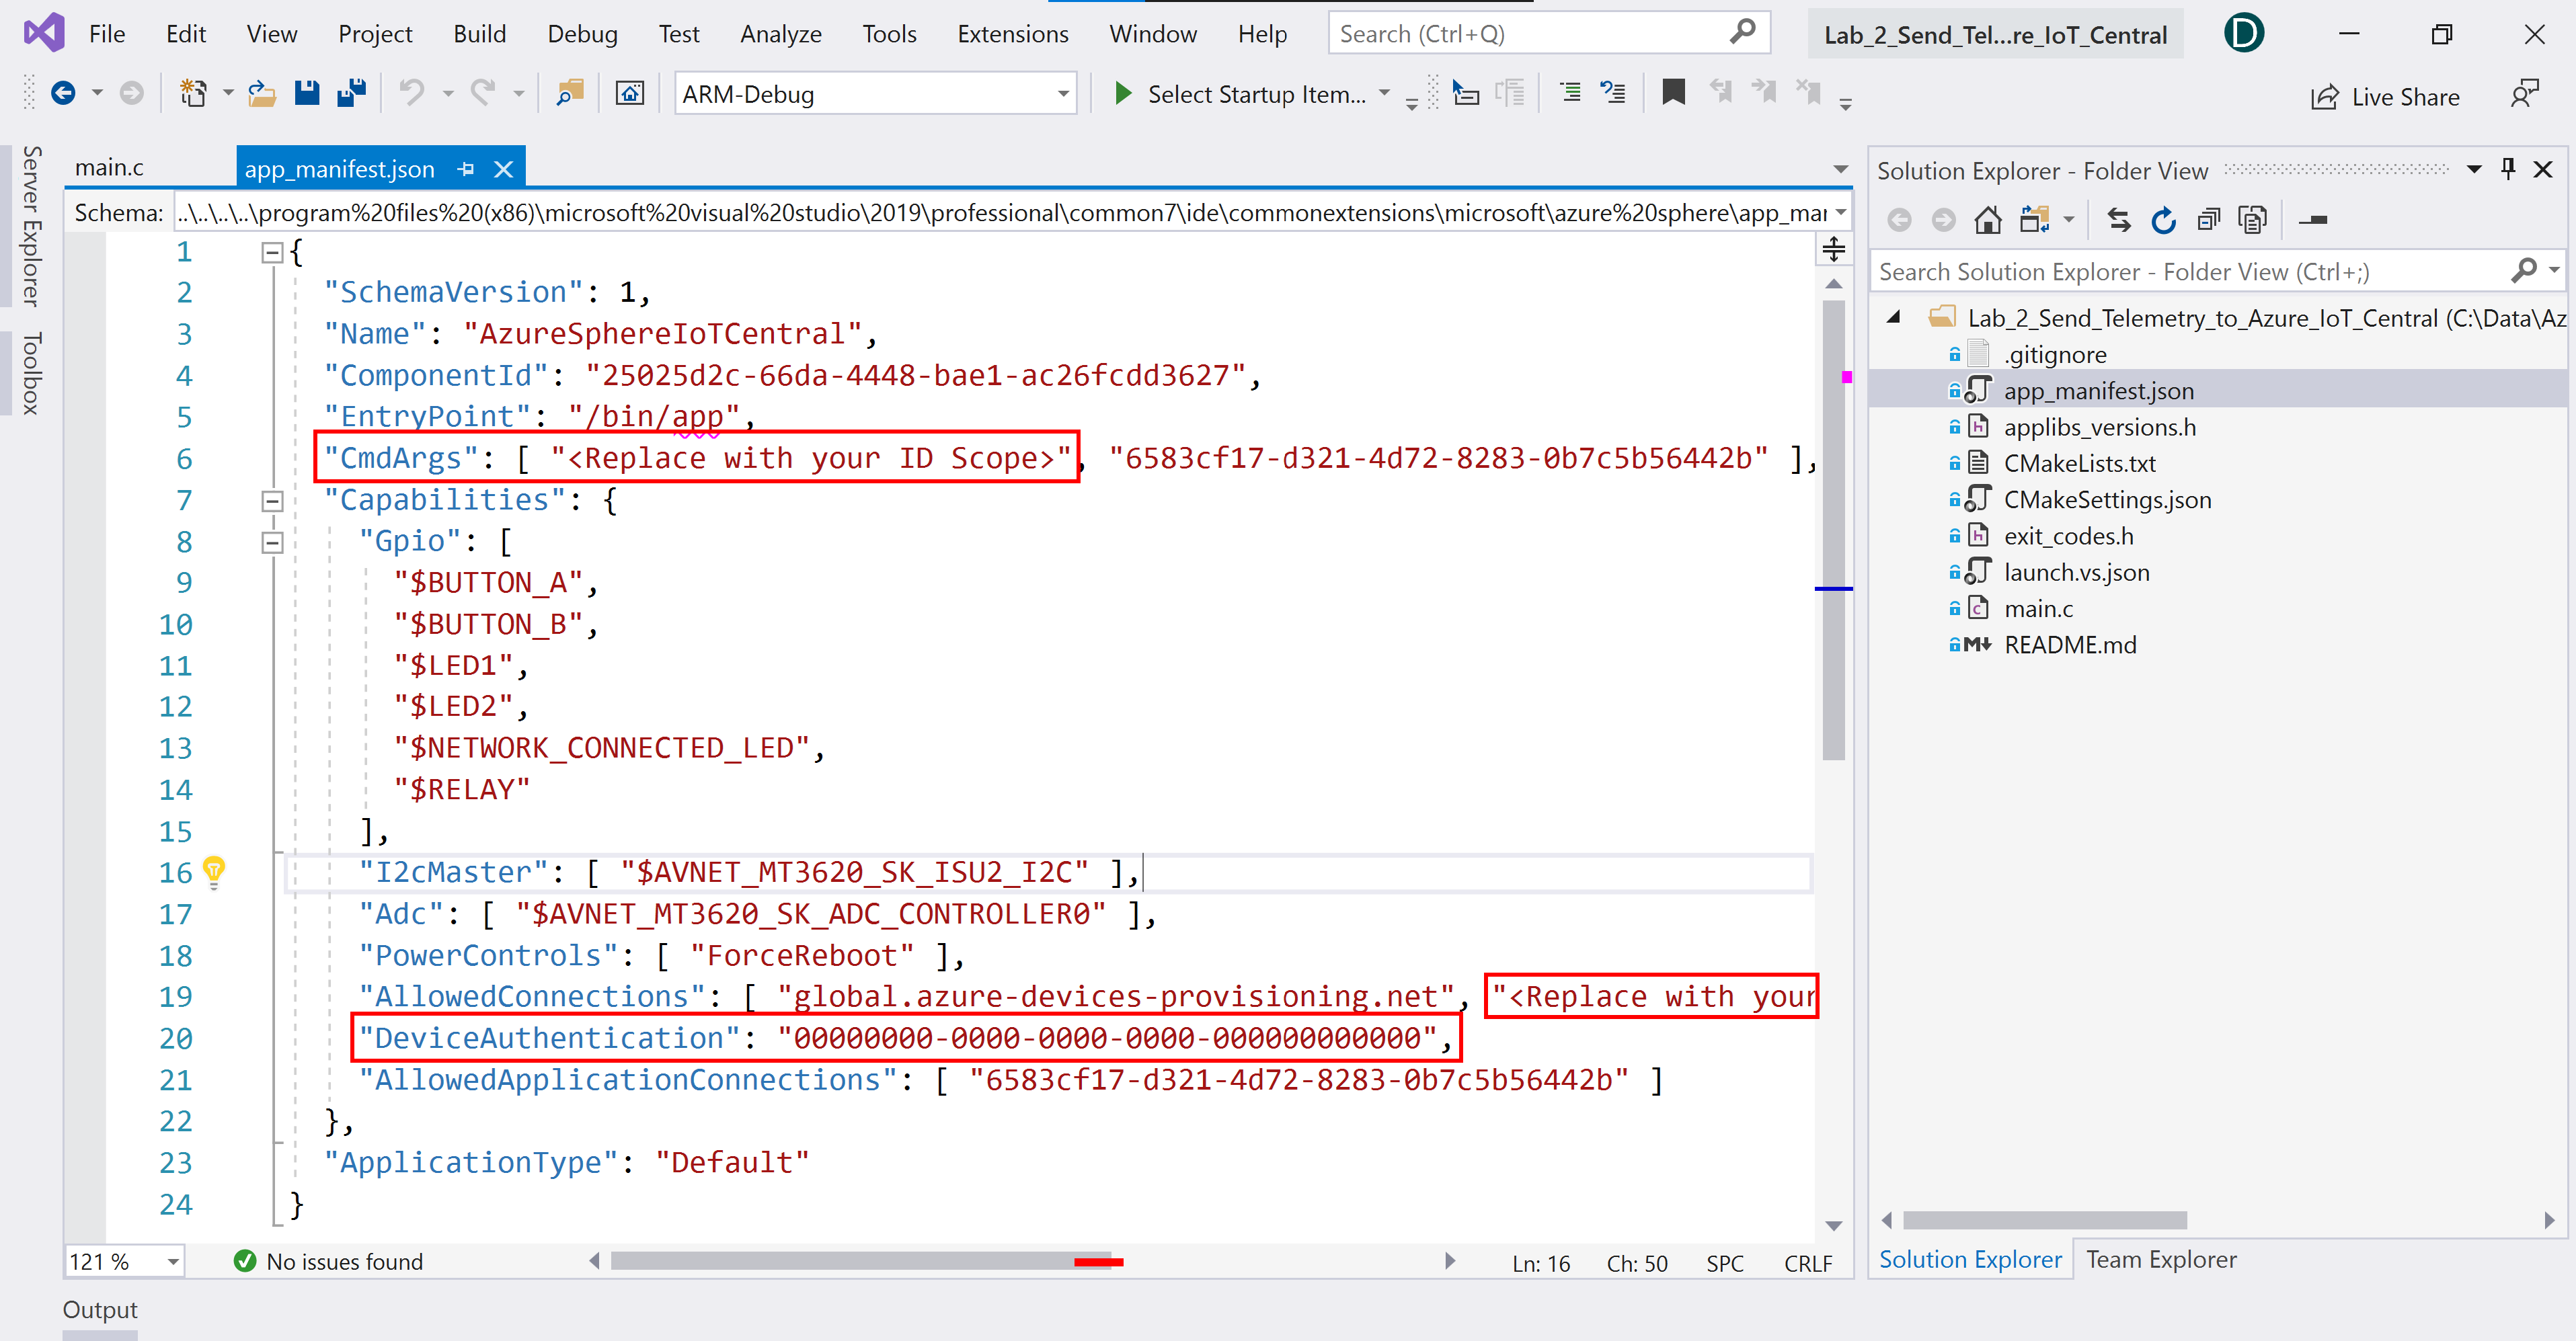 File Edit View Project Build Debug Test Analyze Tools Extensions Window Help Search (Ctrl+Q) Lab_2_Send_Tel...re_IoT_Central D
ARM-Debug Select Startup Item... Live Share
Server Explorer
Toolbox
main.c app_manifest.json
Schema: ..\..\..\..\program%20files%20(x86)\microsoft%20visual%20studio\2019\professional\common7\ide\commonextensions\microsoft\azure%20sphere\app_mar
1 {
2 "SchemaVersion": 1,
3 "Name": "AzureSphereIoTCentral",
4 "ComponentId": "25025d2c-66da-4448-bae1-ac26fcdd3627",
5 "EntryPoint": "/bin/app",
6 "CmdArgs": [ "<Replace with your ID Scope>", "6583cf17-d321-4d72-8283-0b7c5b56442b" ],
7 "Capabilities": {
8 "Gpio": [
9 "$BUTTON_A",
10 "$BUTTON_B",
11 "$LED1",
12 "$LED2",
13 "$NETWORK_CONNECTED_LED",
14 "$RELAY"
15 ],
16 "I2cMaster": [ "$AVNET_MT3620_SK_ISU2_I2C" ],
17 "Adc": [ "$AVNET_MT3620_SK_ADC_CONTROLLER0" ],
18 "PowerControls": [ "ForceReboot" ],
19 "AllowedConnections": [ "global.azure-devices-provisioning.net", "<Replace with your
20 "DeviceAuthentication": "00000000-0000-0000-0000-000000000000",
21 "AllowedApplicationConnections": [ "6583cf17-d321-4d72-8283-0b7c5b56442b" ]
22 },
23 "ApplicationType": "Default"
24 }
121 % No issues found Ln: 16 Ch: 50 SPC CRLF
Output
Solution Explorer - Folder View
Search Solution Explorer - Folder View (Ctrl+;)
Lab_2_Send_Telemetry_to_Azure_IoT_Central (C:\Data\Az
.gitignore
app_manifest.json
applibs_versions.h
CMakeLists.txt
CMakeSettings.json
exit_codes.h
launch.vs.json
main.c
README.md
Solution Explorer Team Explorer